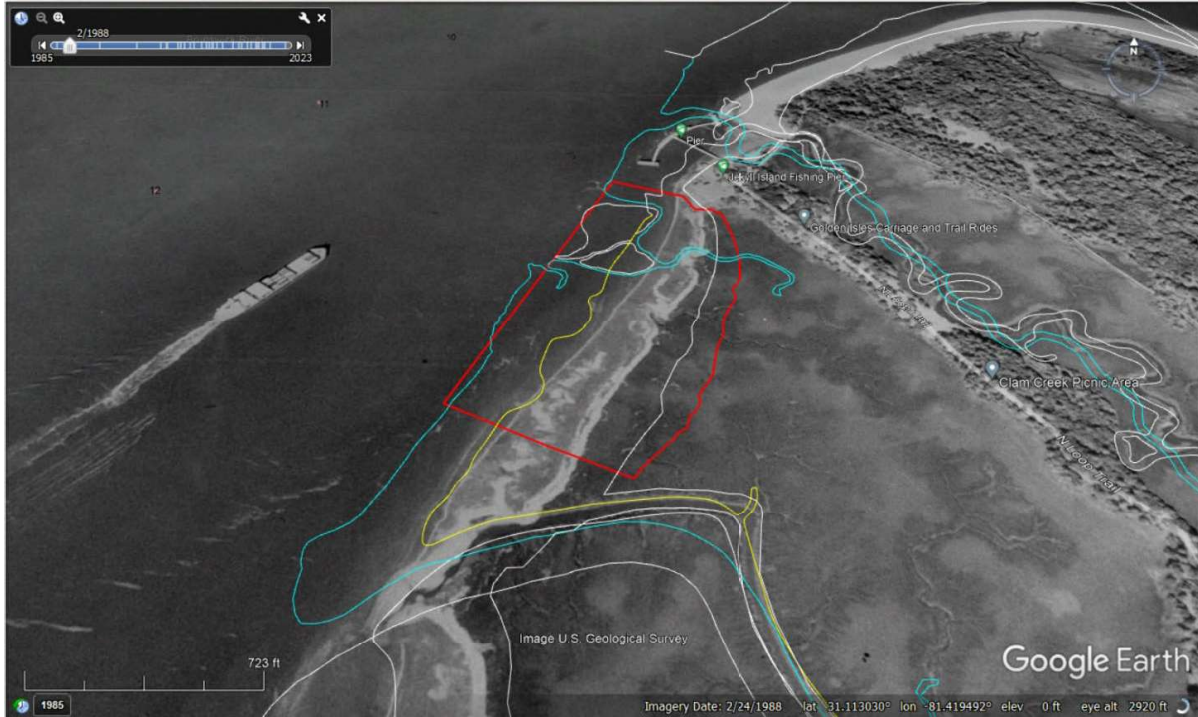 2/1988
1985
2023
10
11
12
N
Pier
Jekyll Island Fishing Pier
Golden Isles Carriage and Trail Rides
Clam Creek Picnic Area
N Loop Trail
Image U.S. Geological Survey
723 ft
Google Earth
1985
Imagery Date: 2/24/1988 lat 31.113030° lon -81.419492° elev 0 ft eye alt 2920 ft